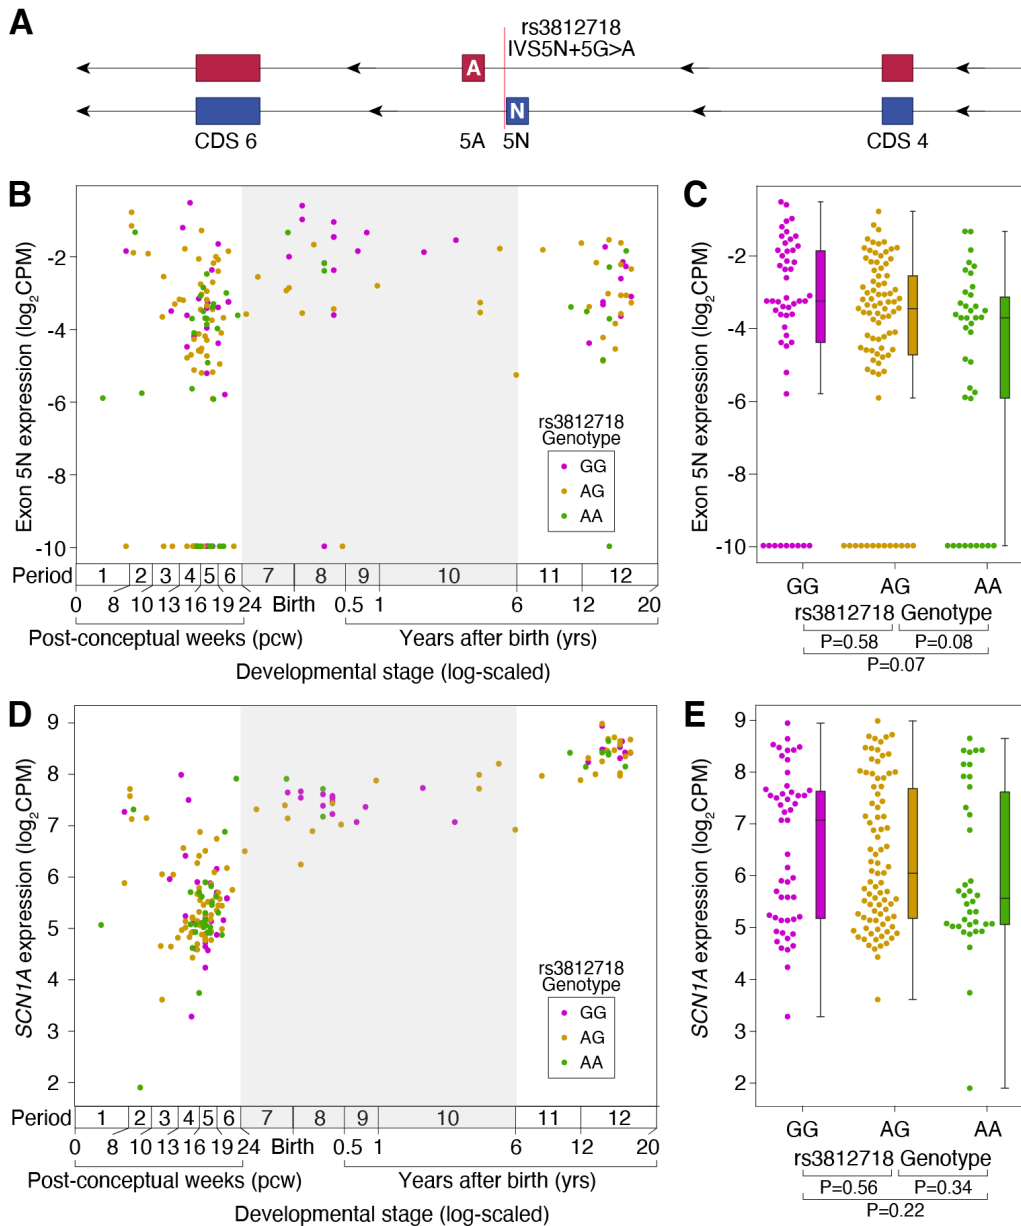 A
rs3812718
IVS5N+5G>A
A
N
CDS 6
5A
5N
CDS 4
B
Exon 5N expression (log2CPM)
-2
-4
-6
-8
-10
rs3812718
Genotype
GG
AG
AA
Period 1 2 3 4 5 6 7 8 9 10 11 12
0 8 10 13 16 19 24 Birth 0.5 1 6 12 20
Post-conceptual weeks (pcw) Years after birth (yrs)
Developmental stage (log-scaled)
C
Exon 5N expression (log2CPM)
-2
-4
-6
-8
-10
GG AG AA
rs3812718 Genotype
P=0.58 P=0.08
P=0.07
D
SCN1A expression (log2CPM)
9
8
7
6
5
4
3
2
rs3812718
Genotype
GG
AG
AA
Period 1 2 3 4 5 6 7 8 9 10 11 12
0 8 10 13 16 19 24 Birth 0.5 1 6 12 20
Post-conceptual weeks (pcw) Years after birth (yrs)
Developmental stage (log-scaled)
E
SCN1A expression (log2CPM)
9
8
7
6
5
4
3
2
GG AG AA
rs3812718 Genotype
P=0.56 P=0.34
P=0.22